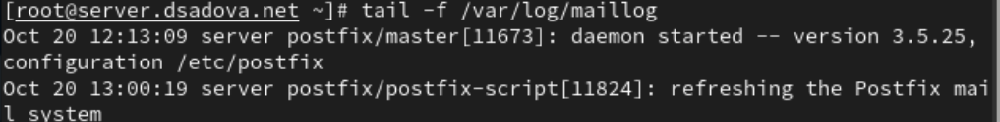 [root@server.dsadova.net ~]# tail -f /var/log/maillog
Oct 20 12:13:09 server postfix/master[11673]: daemon started -- version 3.5.25,
configuration /etc/postfix
Oct 20 13:00:19 server postfix/postfix-script[11824]: refreshing the Postfix mai
l system